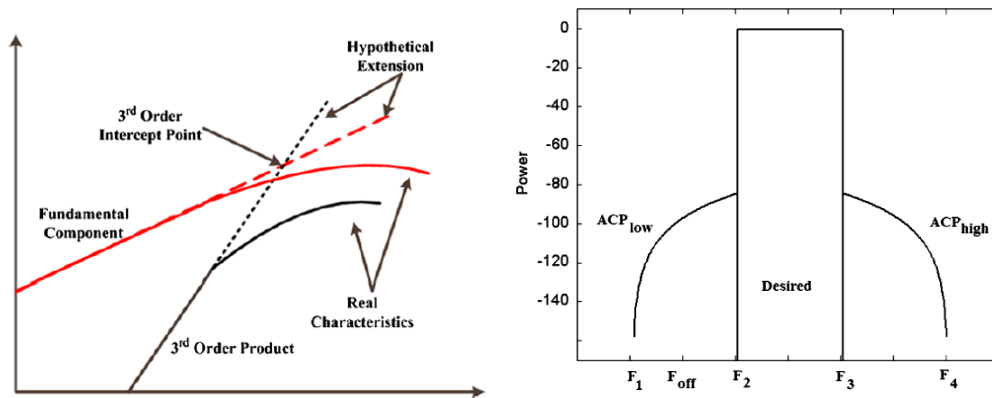 Hypothetical
Extension
3rd Order
Intercept Point
Fundamental
Component
Real
Characteristics
3rd Order Product
Power
0
-20
-40
-60
-80
-100
-120
-140
ACPlow
Desired
ACPhigh
F1
Foff
F2
F3
F4